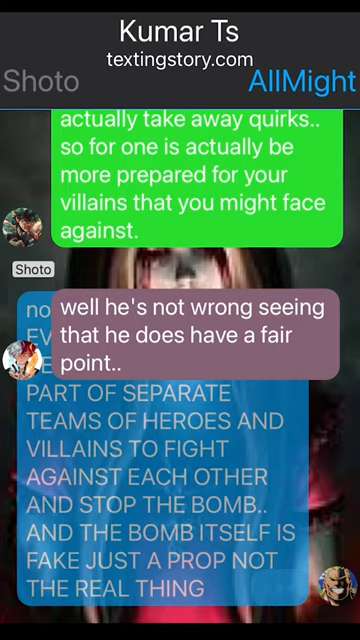 Kumar Ts
textingstory.com
Shoto
AllMight
actually take away quirks..
so for one is actually be
more prepared for your
villains that you might face
against.
Shoto
well he's not wrong seeing
that he does have a fair
point..
PART OF SEPARATE
TEAMS OF HEROES AND
VILLAINS TO FIGHT
AGAINST EACH OTHER
AND STOP THE BOMB..
AND THE BOMB ITSELF IS
FAKE JUST A PROP NOT
THE REAL THING